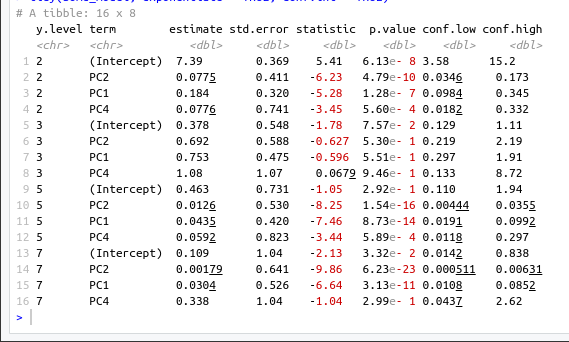 # A tibble: 16 x 8
y.level term estimate std.error statistic p.value conf.low conf.high
<chr> <chr> <dbl> <dbl> <dbl> <dbl> <dbl> <dbl>
1 2 (Intercept) 7.39 0.369 5.41 6.13e- 8 3.58 15.2
2 2 PC2 0.0775 0.411 -6.23 4.79e-10 0.0346 0.173
3 2 PC1 0.184 0.320 -5.28 1.28e- 7 0.0984 0.345
4 2 PC4 0.0776 0.741 -3.45 5.60e- 4 0.0182 0.332
5 3 (Intercept) 0.378 0.548 -1.78 7.57e- 2 0.129 1.11
6 3 PC2 0.692 0.588 -0.627 5.30e- 1 0.219 2.19
7 3 PC1 0.753 0.475 -0.596 5.51e- 1 0.297 1.91
8 3 PC4 1.08 1.07 0.0679 9.46e- 1 0.133 8.72
9 5 (Intercept) 0.463 0.731 -1.05 2.92e- 1 0.110 1.94
10 5 PC2 0.0126 0.530 -8.25 1.54e-16 0.00444 0.0355
11 5 PC1 0.0435 0.420 -7.46 8.73e-14 0.0191 0.0992
12 5 PC4 0.0592 0.823 -3.44 5.89e- 4 0.0118 0.297
13 7 (Intercept) 0.109 1.04 -2.13 3.32e- 2 0.0142 0.838
14 7 PC2 0.00179 0.641 -9.86 6.23e-23 0.000511 0.00631
15 7 PC1 0.0304 0.526 -6.64 3.13e-11 0.0108 0.0852
16 7 PC4 0.338 1.04 -1.04 2.99e- 1 0.0437 2.62
>